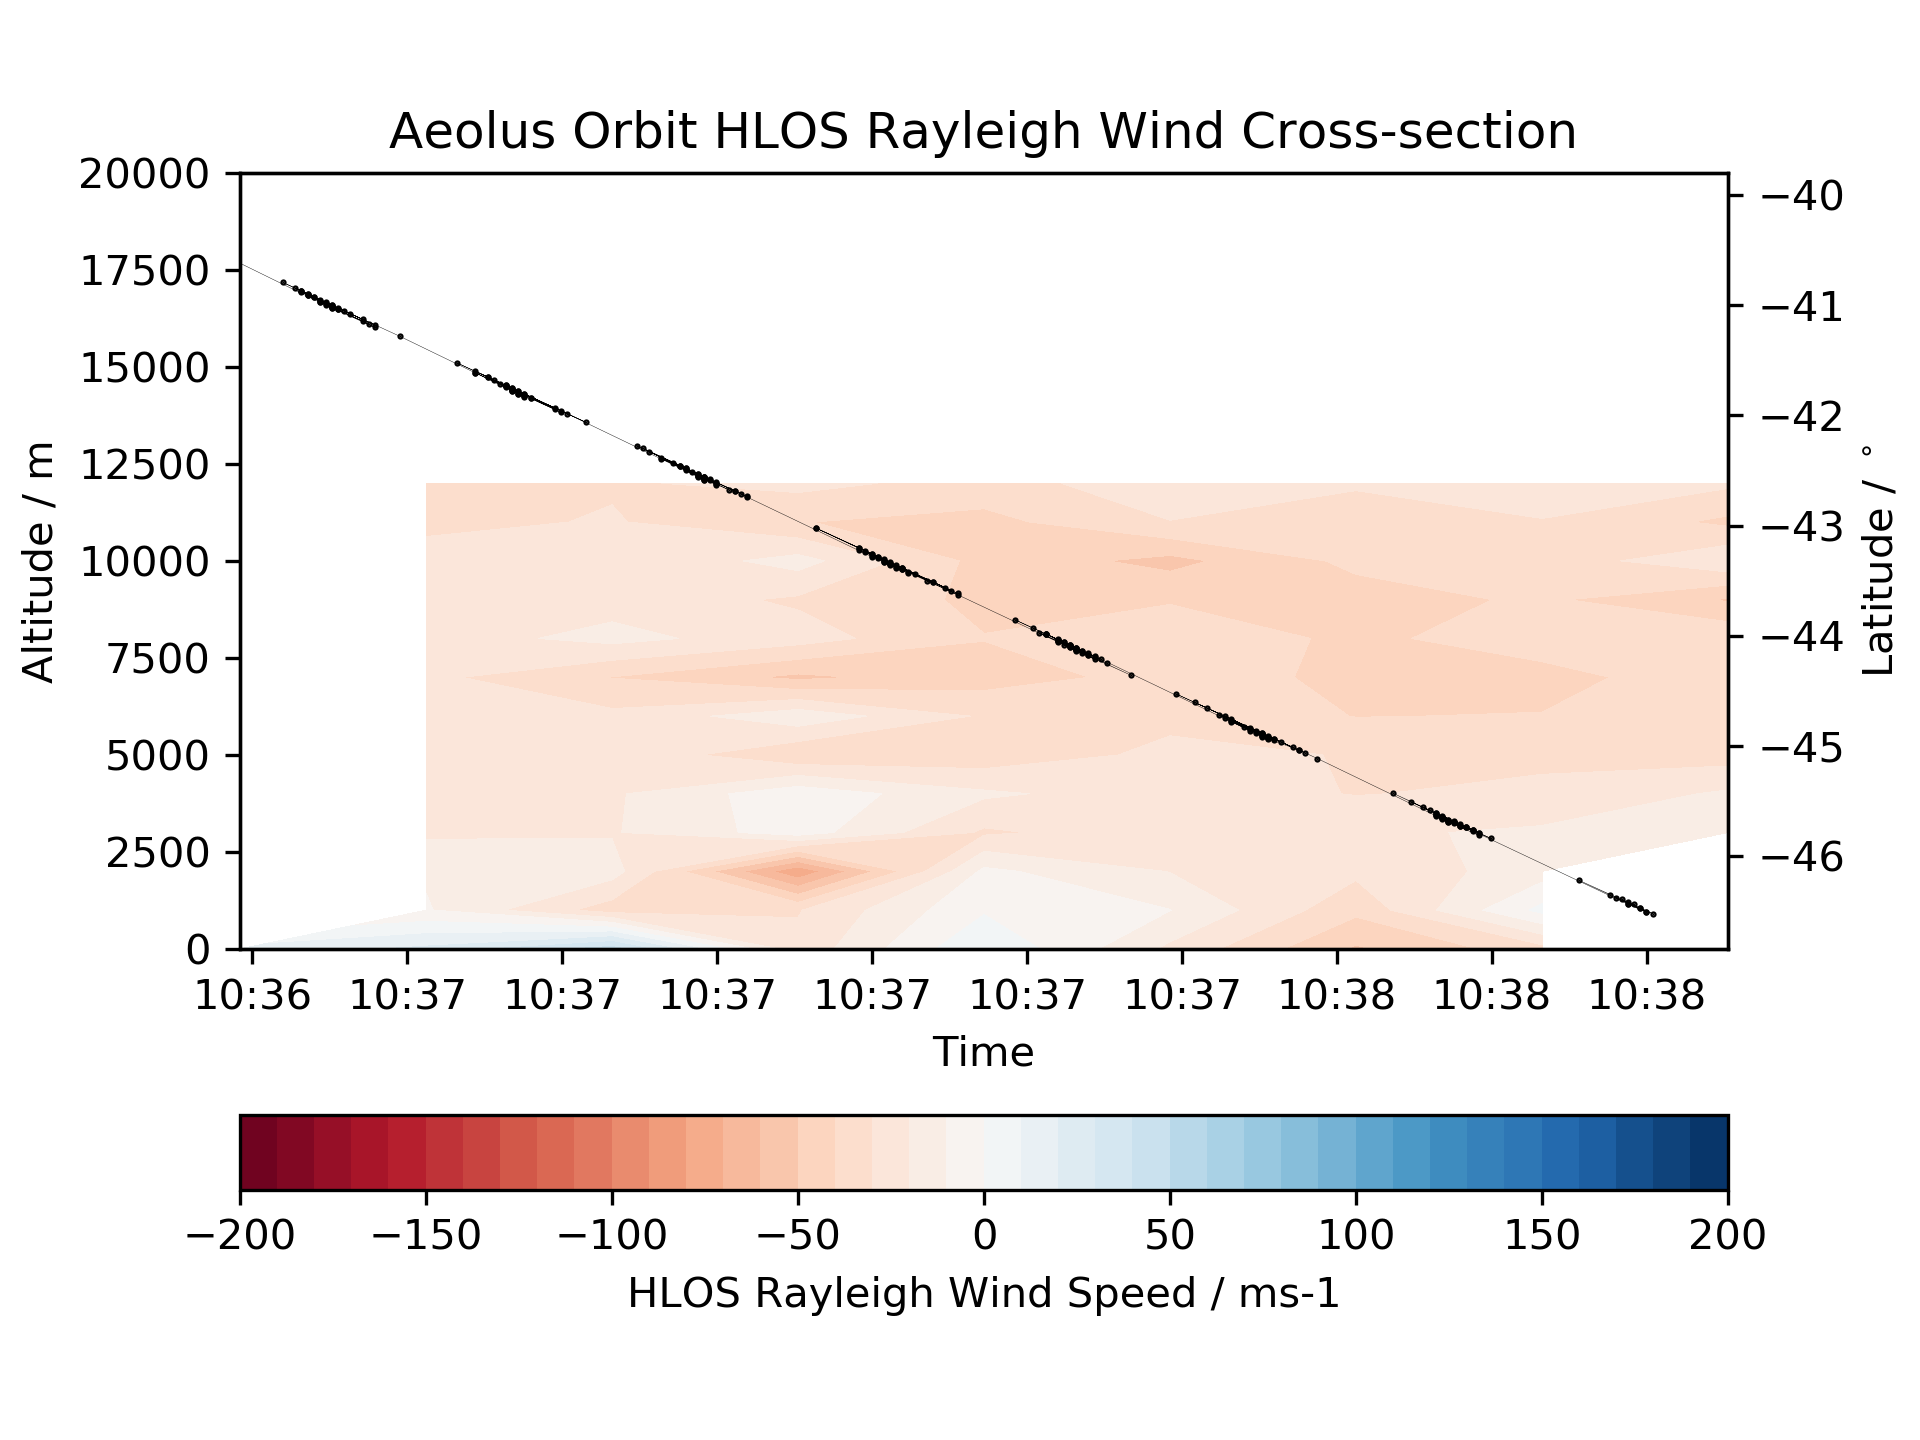 Aeolus Orbit HLOS Rayleigh Wind Cross-section
20000
17500
15000
12500
10000
7500
5000
2500
0
Altitude / m
−40
−41
−42
−43
−44
−45
−46
Latitude / °
10:36 10:37 10:37 10:37 10:37 10:37 10:37 10:38 10:38 10:38
Time
−200 −150 −100 −50 0 50 100 150 200
HLOS Rayleigh Wind Speed / ms-1